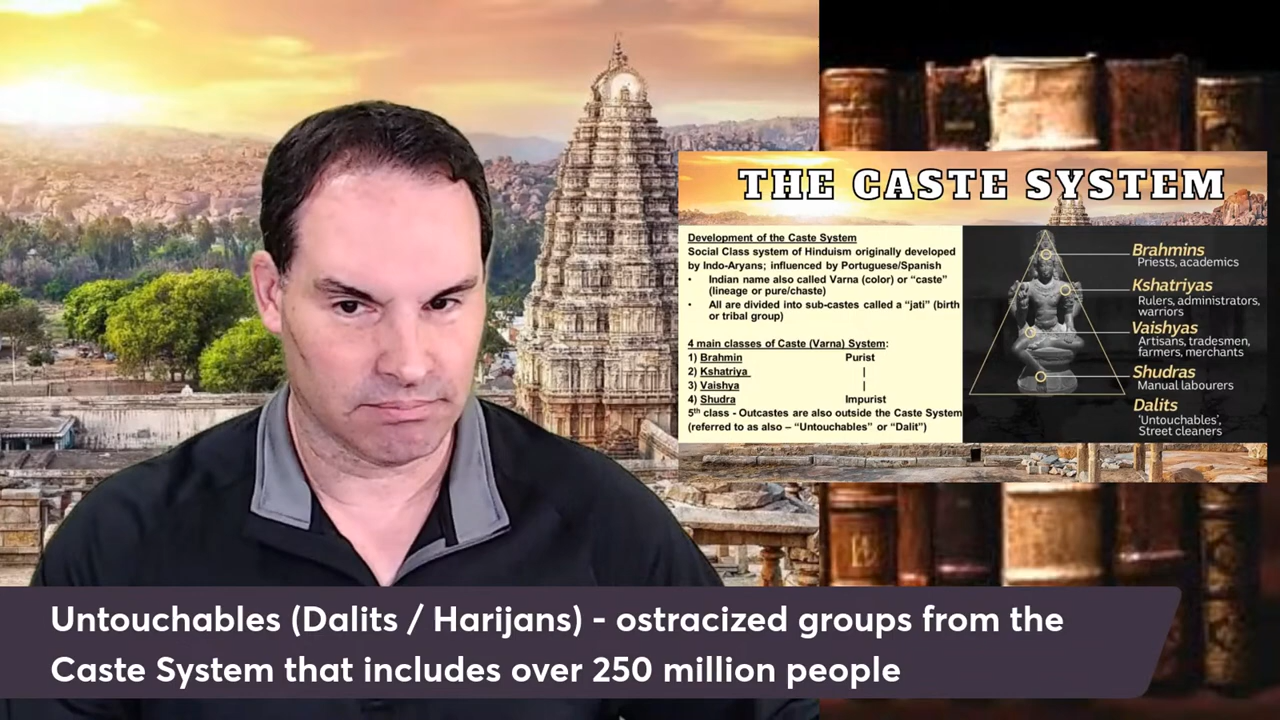 THE CASTE SYSTEM
Development of the Caste System
Social Class system of Hinduism originally developed
by Indo-Aryans; influenced by Portuguese/Spanish
• Indian name also called Varna (color) or “caste”
(lineage or pure/chaste)
• All are divided into sub-castes called a “jati” (birth
or tribal group)
4 main classes of Caste (Varna) System:
1) Brahmin Purist
2) Kshatriya |
3) Vaishya |
4) Shudra Impurist
5th class - Outcastes are also outside the Caste System
(referred to as also – “Untouchables” or “Dalit”)
Brahmins
Priests, academics
Kshatriyas
Rulers, administrators,
warriors
Vaishyas
Artisans, tradesmen,
farmers, merchants
Shudras
Manual labourers
Dalits
'Untouchables',
Street cleaners
Untouchables (Dalits / Harijans) - ostracized groups from the
Caste System that includes over 250 million people